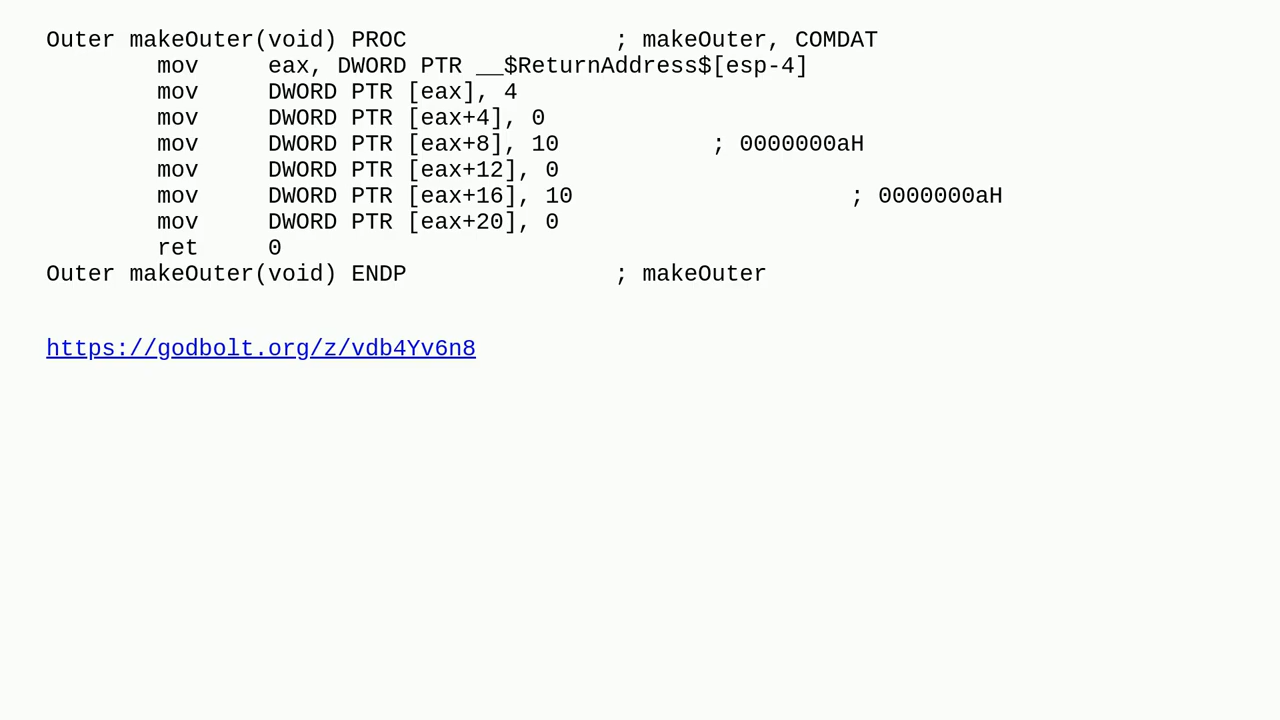 Outer makeOuter(void) PROC               ; makeOuter, COMDAT
        mov     eax, DWORD PTR __$ReturnAddress$[esp-4]
        mov     DWORD PTR [eax], 4
        mov     DWORD PTR [eax+4], 0
        mov     DWORD PTR [eax+8], 10           ; 0000000aH
        mov     DWORD PTR [eax+12], 0
        mov     DWORD PTR [eax+16], 10                    ; 0000000aH
        mov     DWORD PTR [eax+20], 0
        ret     0
Outer makeOuter(void) ENDP               ; makeOuter
https://godbolt.org/z/vdb4Yv6n8